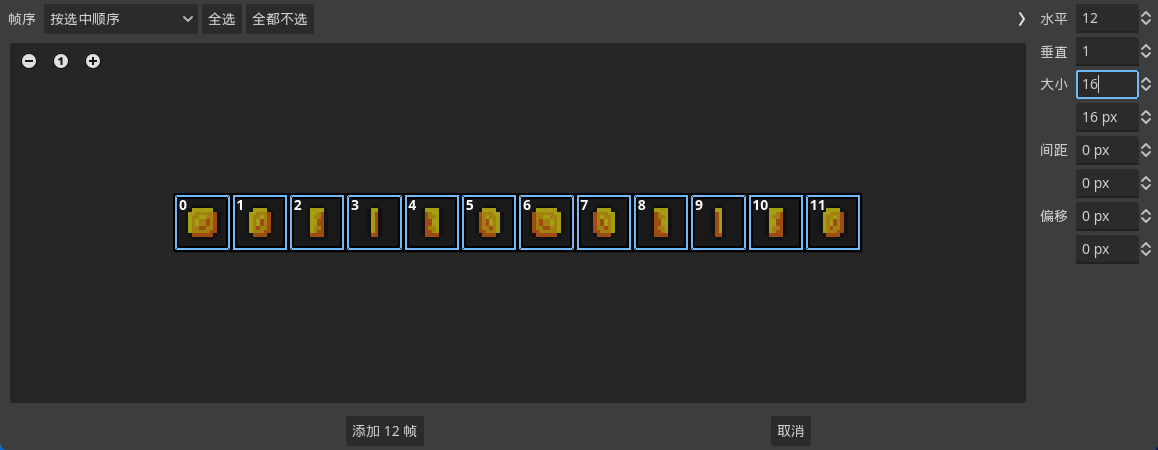 帧序 按选中顺序 全选 全都不选
水平 12
垂直 1
大小 16
16 px
间距 0 px
0 px
偏移 0 px
0 px
1
0 1 2 3 4 5 6 7 8 9 10 11
添加 12 帧 取消